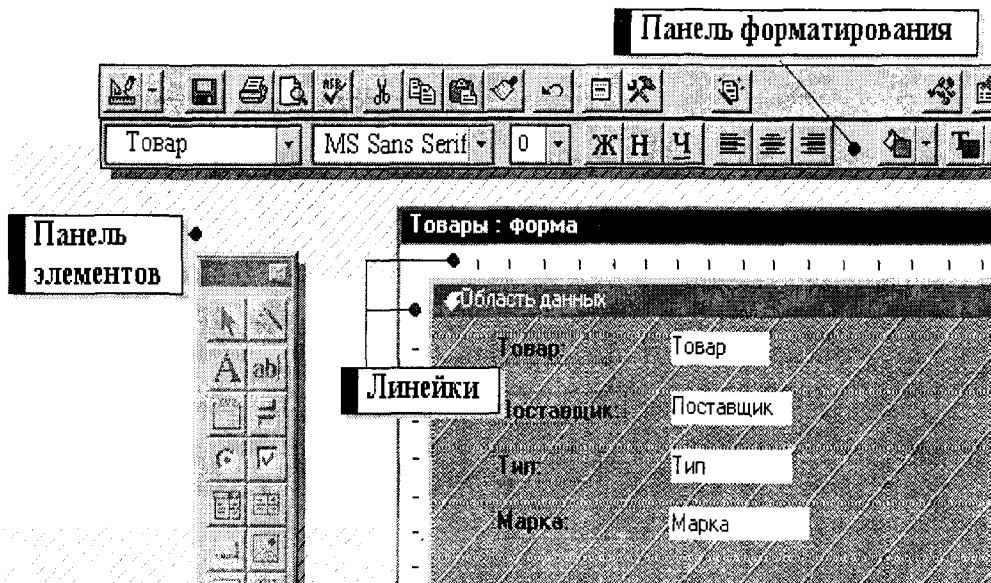 Панель форматирования
Товар MS Sans Serif 0 Ж Н Ч
Панель
элементов
Товары : форма
Область данных
A abl
Товар: Товар
Линейки
Поставщик: Поставщик
Тип: Тип
Марка: Марка